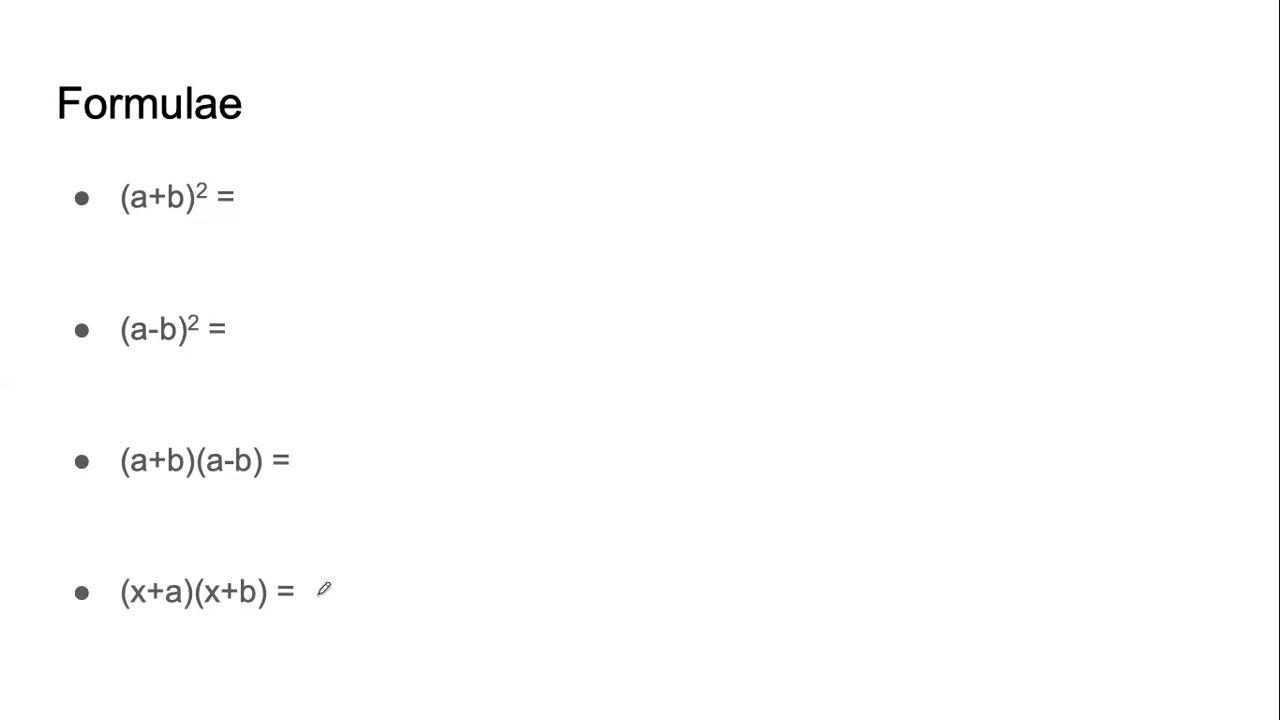 Formulae
● (a+b)² =
● (a-b)² =
● (a+b)(a-b) =
● (x+a)(x+b) =